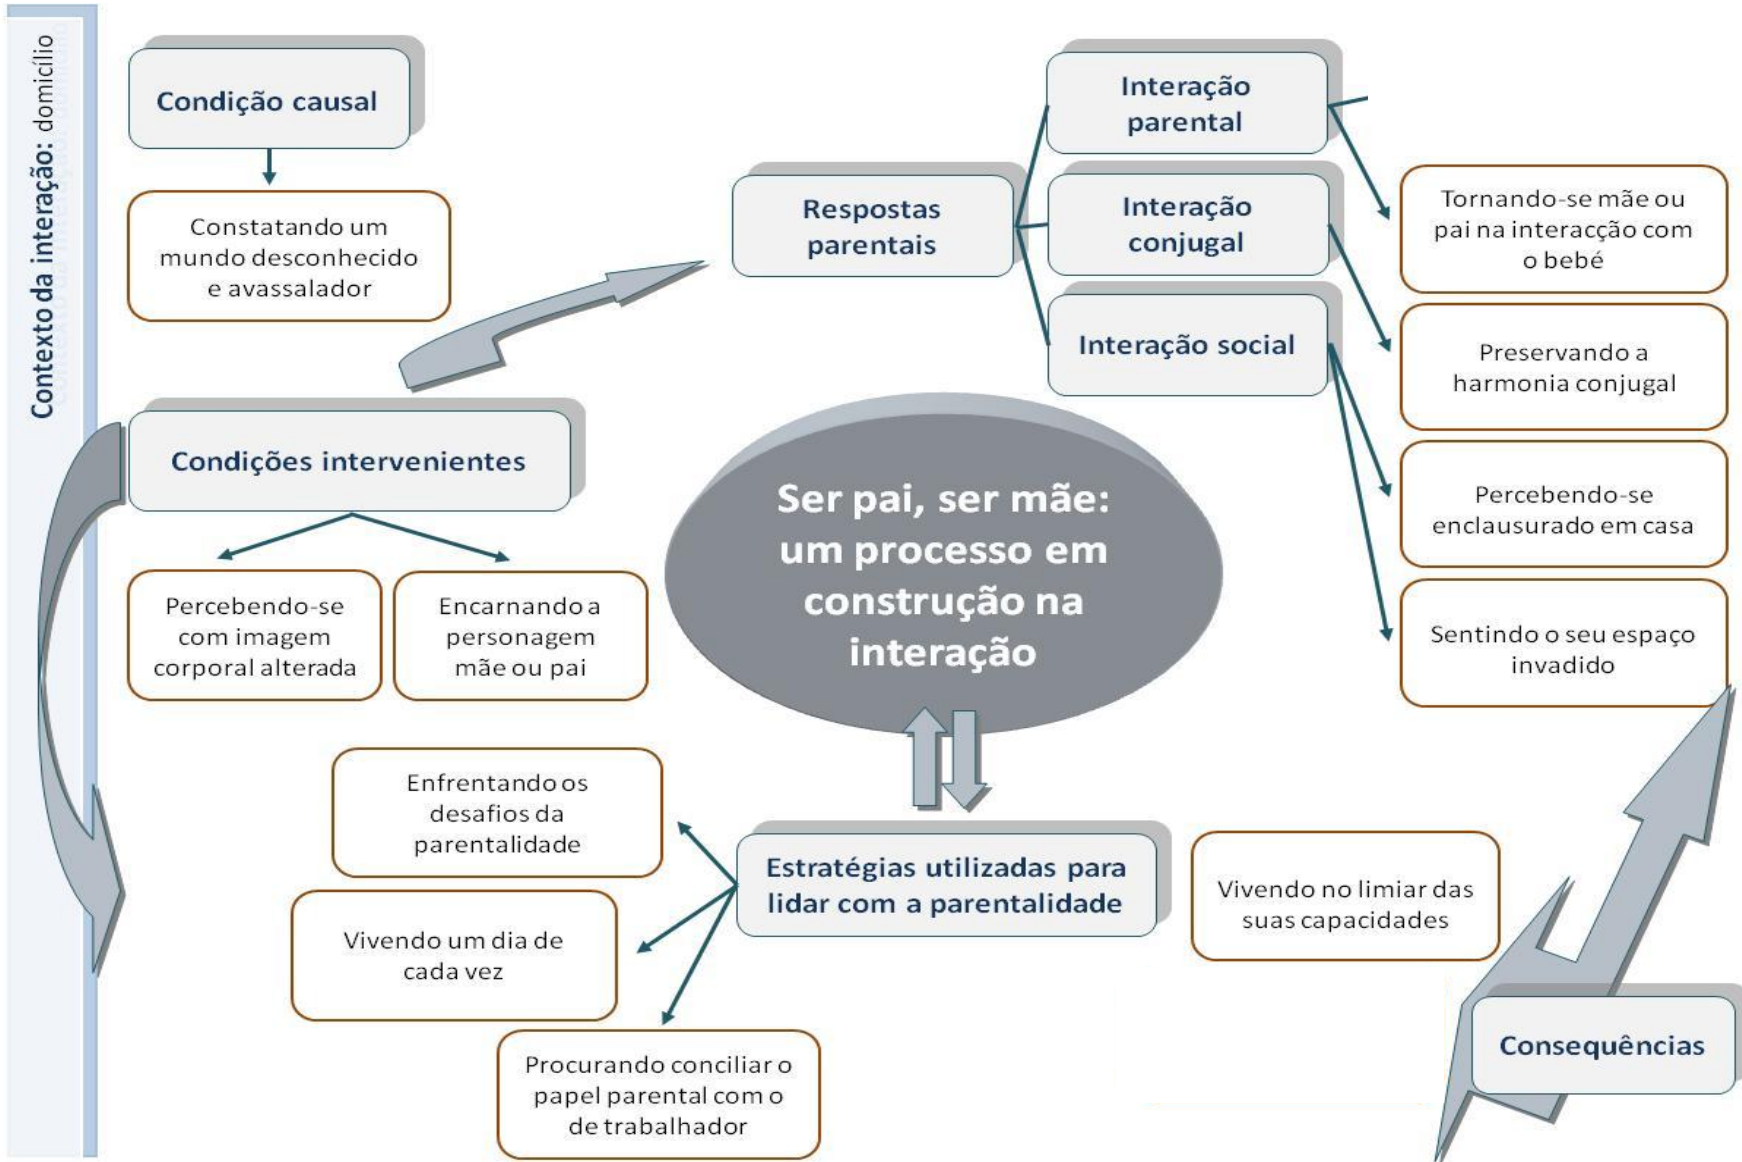 Contexto da interação: domicílio
Condição causal
Constatando um
mundo desconhecido
e avassalador
Condições intervenientes
Percebendo-se
com imagem
corporal alterada
Encarnando a
personagem
mãe ou pai
Respostas
parentais
Interação
parental
Interação
conjugal
Interação social
Tornando-se mãe ou
pai na interacção com
o bebé
Preservando a
harmonia conjugal
Percebendo-se
enclausurado em casa
Sentindo o seu espaço
invadido
Ser pai, ser mãe:
um processo em
construção na
interação
Estratégias utilizadas para
lidar com a parentalidade
Enfrentando os
desafios da
parentalidade
Vivendo um dia de
cada vez
Procurando conciliar o
papel parental com o
de trabalhador
Vivendo no limiar das
suas capacidades
Consequências